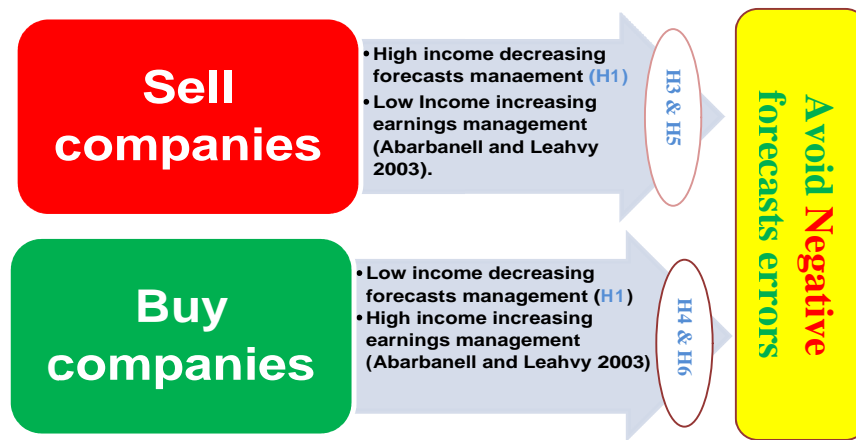 Sell
companies
• High income decreasing
forecasts manaement (H1)
• Low Income increasing
earnings management
(Abarbanell and Leahvy
2003).
H3 & H5
Buy
companies
• Low income decreasing
forecasts management (H1)
• High income increasing
earnings management
(Abarbanell and Leahvy 2003)
H4 & H6
Avoid Negative
forecasts errors